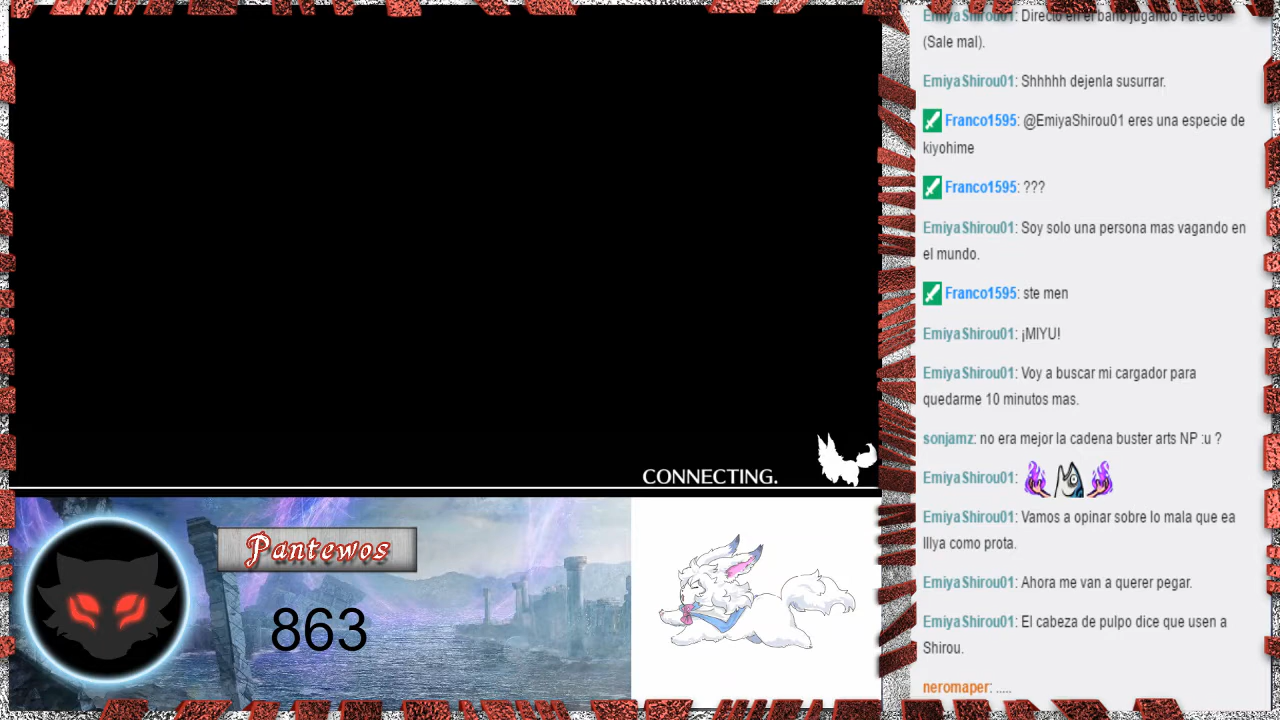 EmiyaShirou01: Directo en el baño jugando FateGo
(Sale mal).
EmiyaShirou01: Shhhhh dejenla susurrar.
Franco1595: @EmiyaShirou01 eres una especie de
kiyohime
Franco1595: ???
EmiyaShirou01: Soy solo una persona mas vagando en
el mundo.
Franco1595: ste men
EmiyaShirou01: ¡MIYU!
EmiyaShirou01: Voy a buscar mi cargador para
quedarme 10 minutos mas.
sonjamz: no era mejor la cadena buster arts NP :u ?
EmiyaShirou01:
EmiyaShirou01: Vamos a opinar sobre lo mala que ea
Illya como prota.
EmiyaShirou01: Ahora me van a querer pegar.
EmiyaShirou01: El cabeza de pulpo dice que usen a
Shirou.
neromaper: .....
CONNECTING.
Pantewos
863